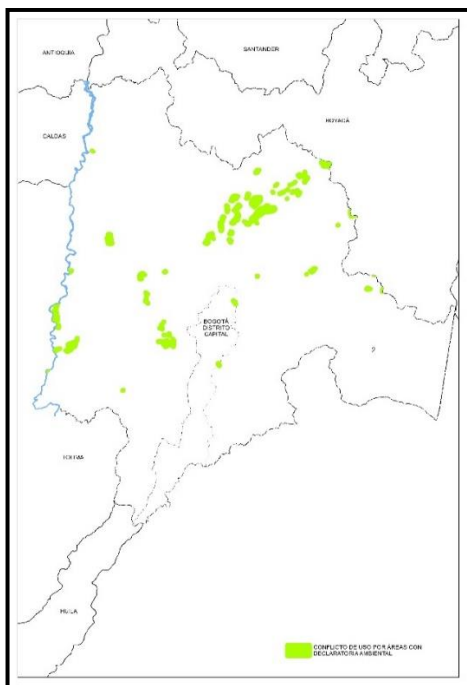 ANTIOQUIA
SANTANDER
BOYACÁ
CALDAS
BOGOTÁ
DISTRITO
CAPITAL
TOLIMA
HUILA
CONFLICTO DE USO POR ÁREAS CON
DECLARATORIA AMBIENTAL